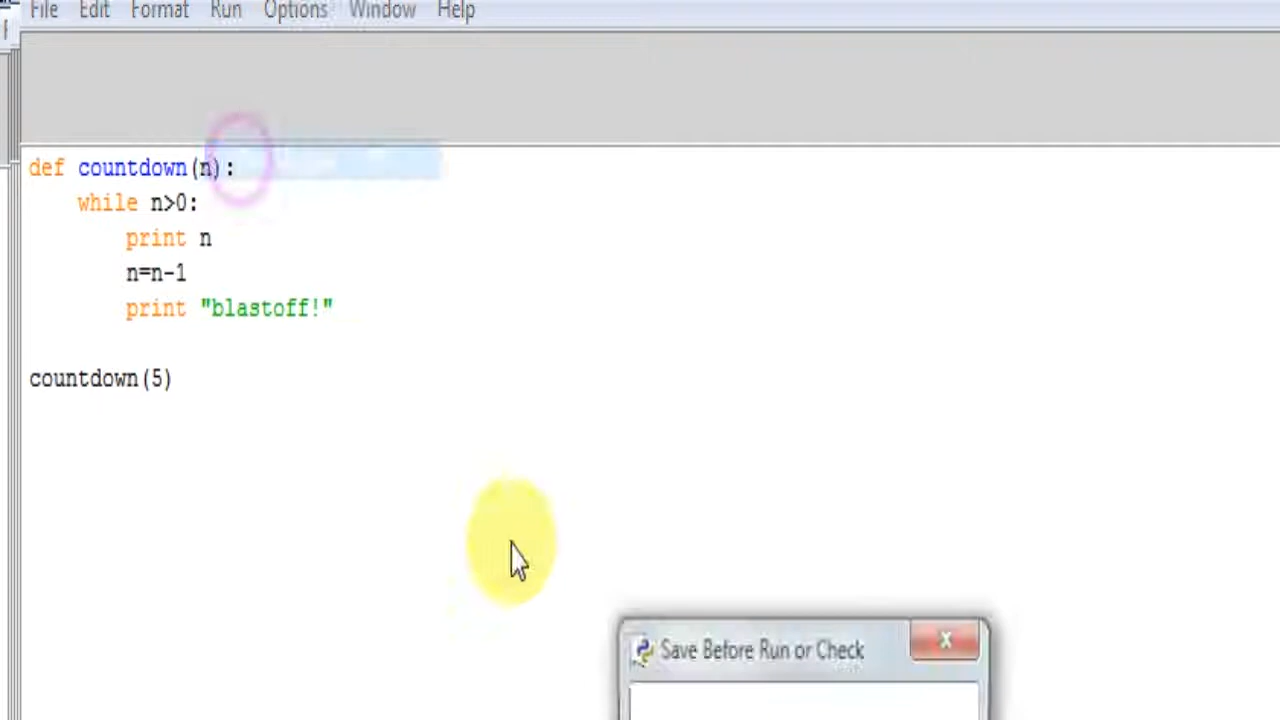 File Edit Format Run Options Window Help
def countdown(n):
    while n>0:
        print n
        n=n-1
        print "blastoff!"
countdown(5)
Save Before Run or Check